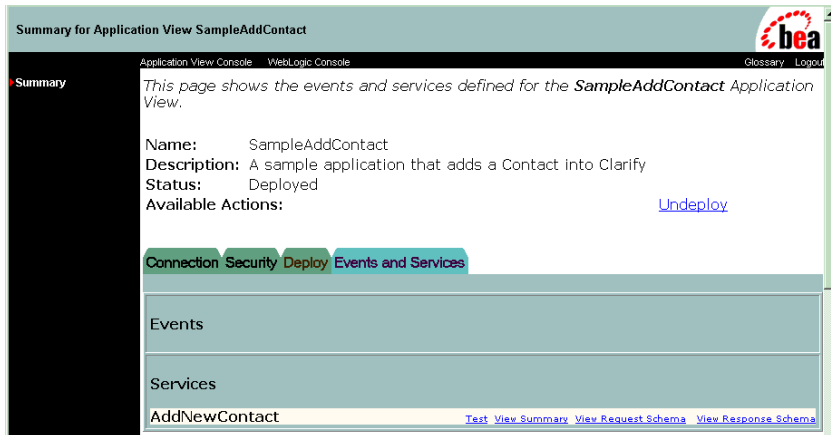 Summary for Application View SampleAddContact
bea
Application View Console WebLogic Console Glossary Logout
Summary
This page shows the events and services defined for the SampleAddContact Application
View.
Name: SampleAddContact
Description: A sample application that adds a Contact into Clarify
Status: Deployed
Available Actions: Undeploy
Connection Security Deploy Events and Services
Events
Services
AddNewContact Test View Summary View Request Schema View Response Schema